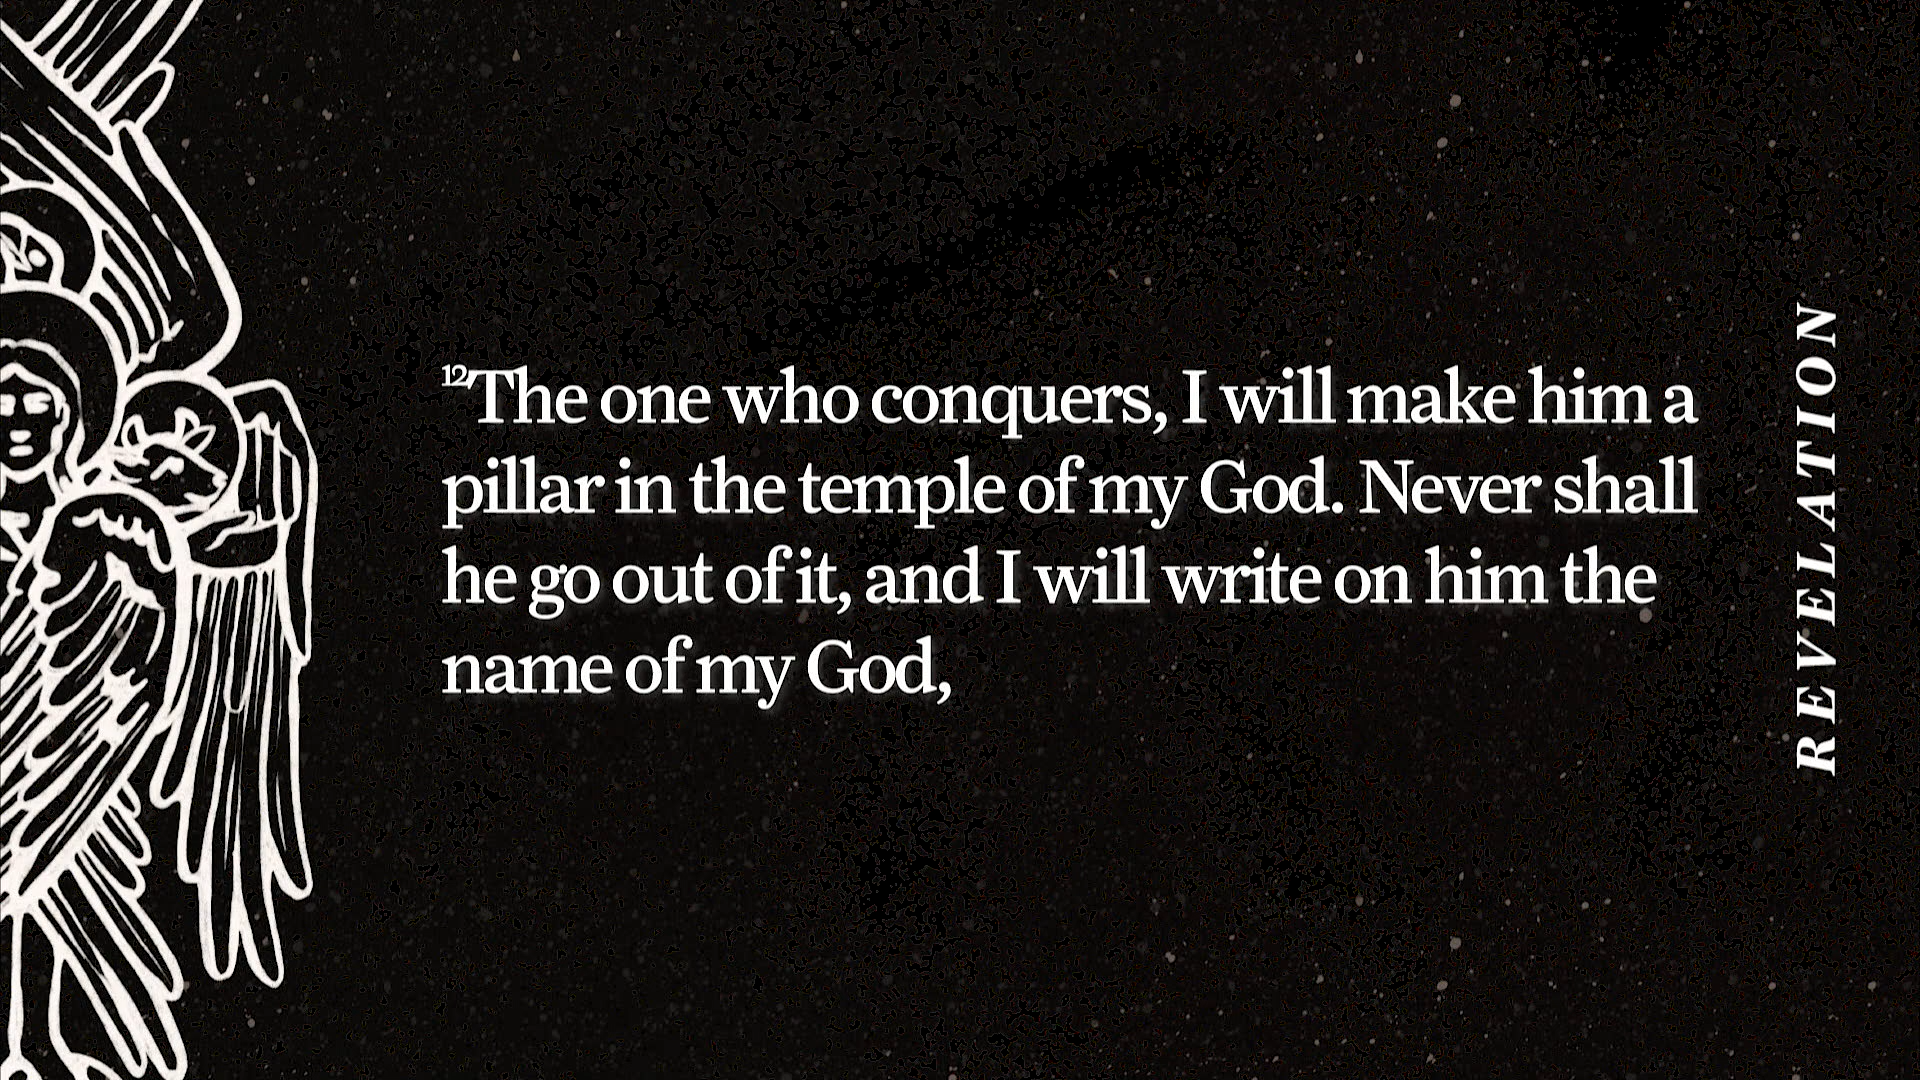 ¹²The one who conquers, I will make him a
pillar in the temple of my God. Never shall
he go out of it, and I will write on him the
name of my God,
REVELATION